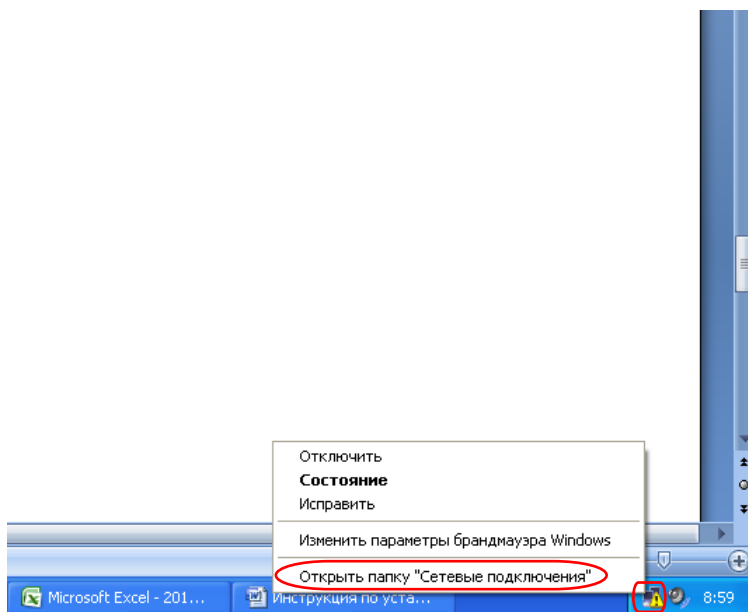 Отключить
Состояние
Исправить
Изменить параметры брандмауэра Windows
Открыть папку "Сетевые подключения"
Microsoft Excel - 201...
Инструкция по уста...
8:59